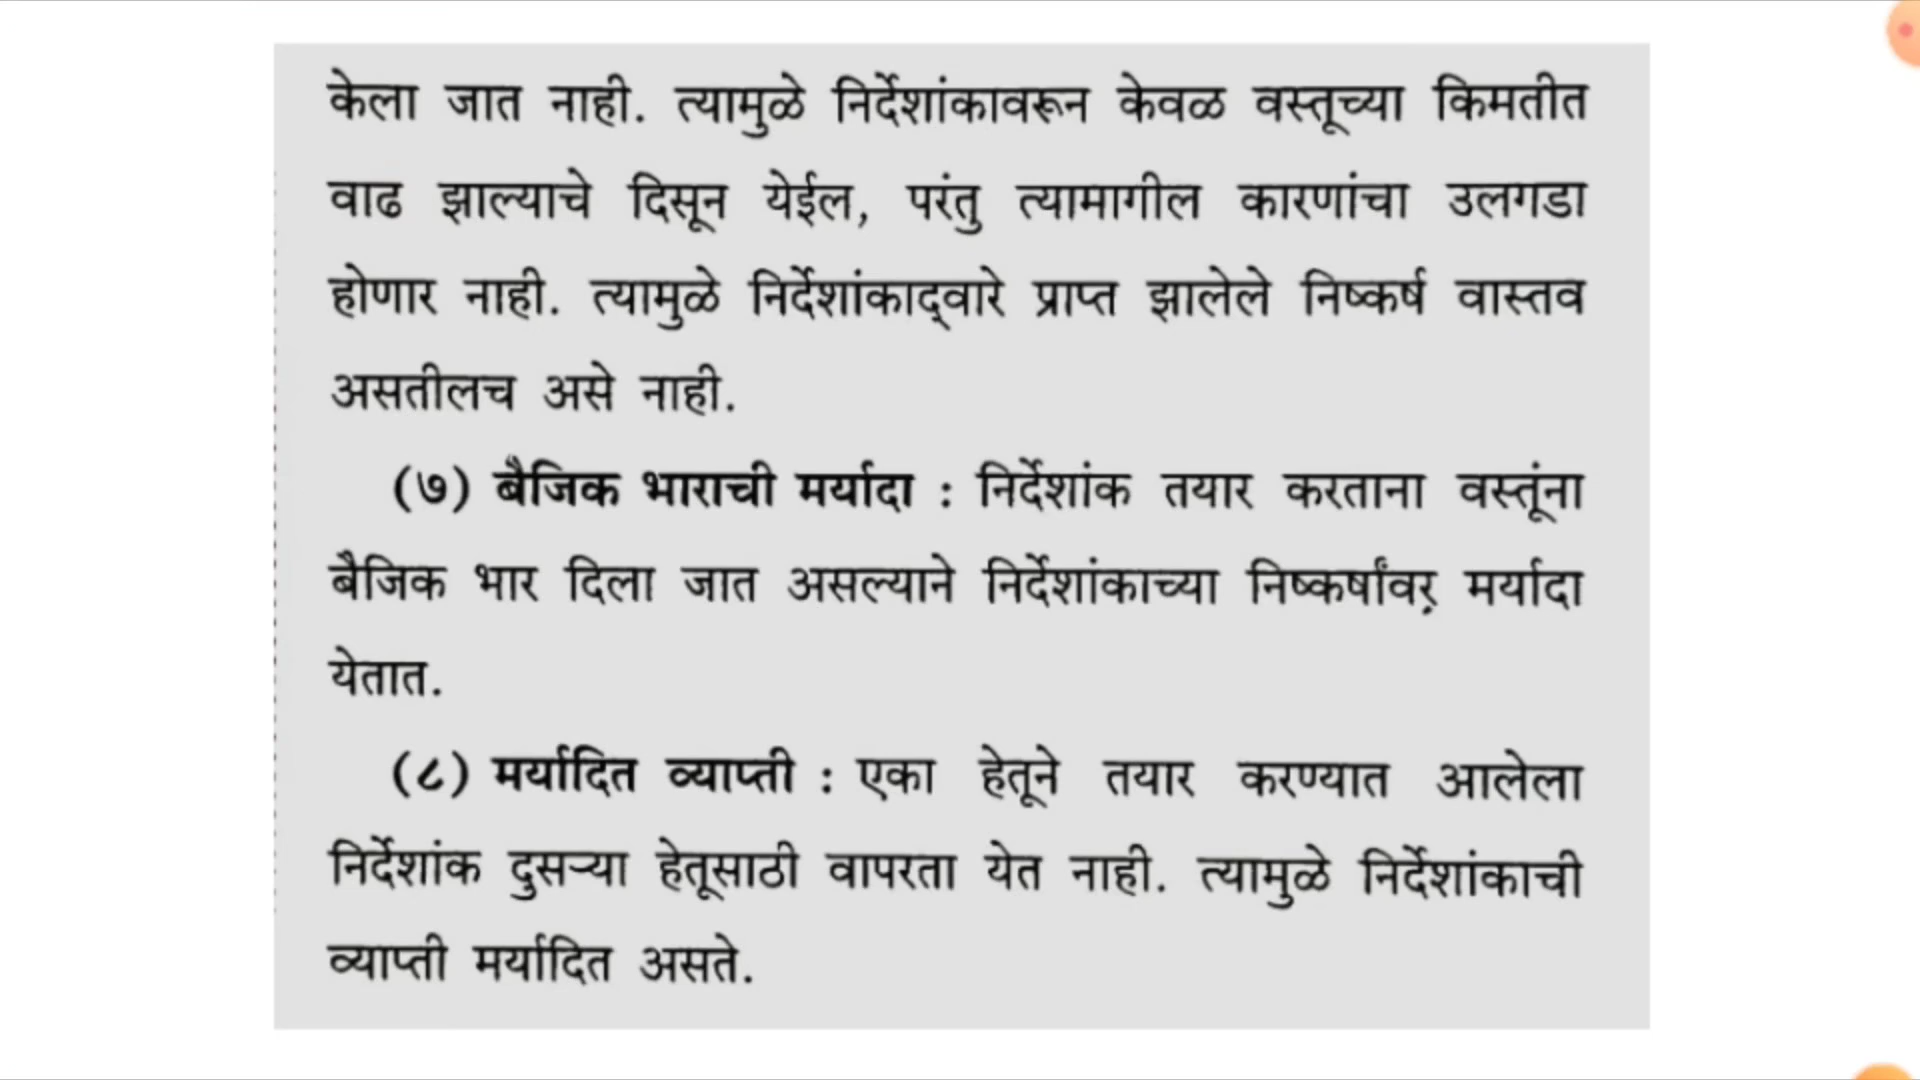 केला जात नाही. त्यामुळे निर्देशांकावरून केवळ वस्तूच्या किमतीत
वाढ झाल्याचे दिसून येईल, परंतु त्यामागील कारणांचा उलगडा
होणार नाही. त्यामुळे निर्देशांकाद्‌वारे प्राप्त झालेले निष्कर्ष वास्तव
असतीलच असे नाही.
(७) बैजिक भाराची मर्यादा : निर्देशांक तयार करताना वस्तूंना
बैजिक भार दिला जात असल्याने निर्देशांकाच्या निष्कर्षांवर मर्यादा
येतात.
(८) मर्यादित व्याप्ती : एका हेतूने तयार करण्यात आलेला
निर्देशांक दुसऱ्या हेतूसाठी वापरता येत नाही. त्यामुळे निर्देशांकाची
व्याप्ती मर्यादित असते.